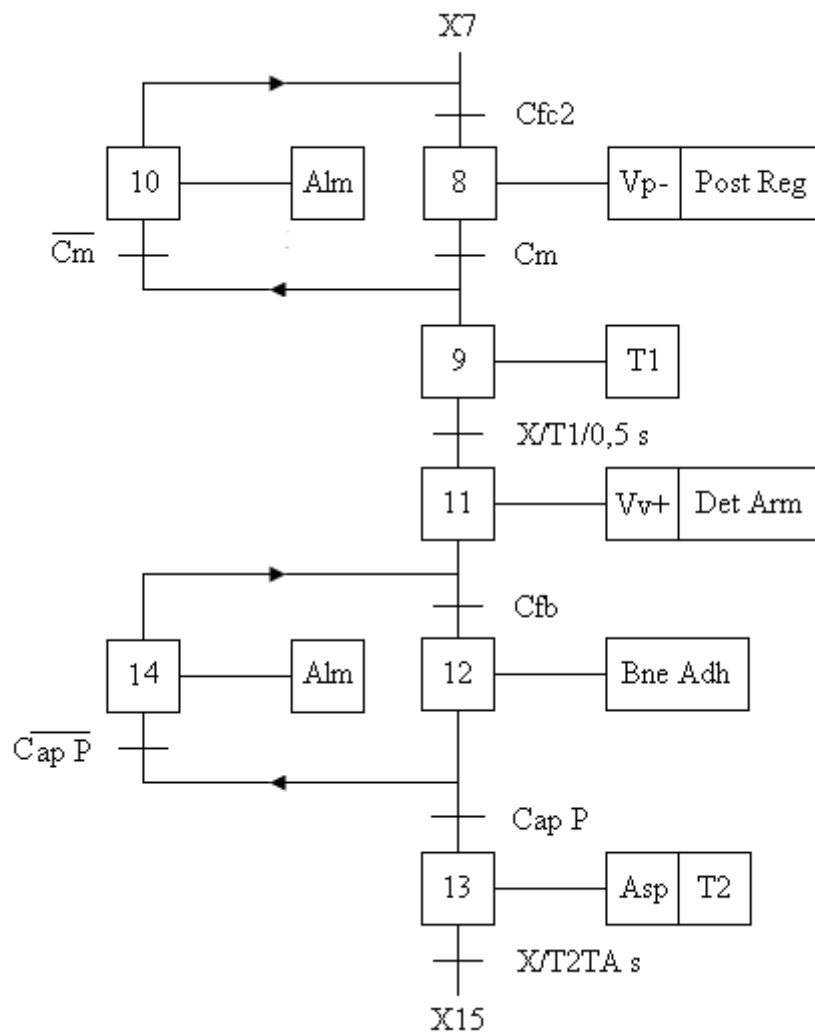 X7
Cfc2
10 Alm 8 Vp- Post Reg
Cm Cm
9 T1
X/T1/0,5 s
11 Vv+ Det Arm
Cfb
14 Alm 12 Bne Adh
Cap P
Cap P
13 Asp T2
X/T2TA s
X15